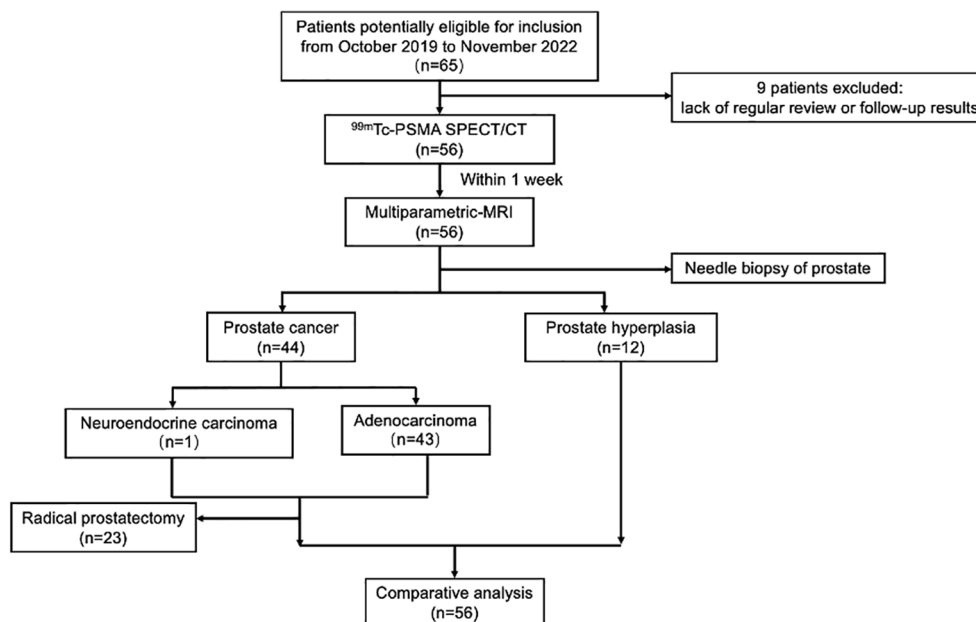 Patients potentially eligible for inclusion
from October 2019 to November 2022
(n=65)
9 patients excluded:
lack of regular review or follow-up results
99mTc-PSMA SPECT/CT
(n=56)
Within 1 week
Multiparametric-MRI
(n=56)
Needle biopsy of prostate
Prostate cancer
(n=44)
Prostate hyperplasia
(n=12)
Neuroendocrine carcinoma
(n=1)
Adenocarcinoma
(n=43)
Radical prostatectomy
(n=23)
Comparative analysis
(n=56)